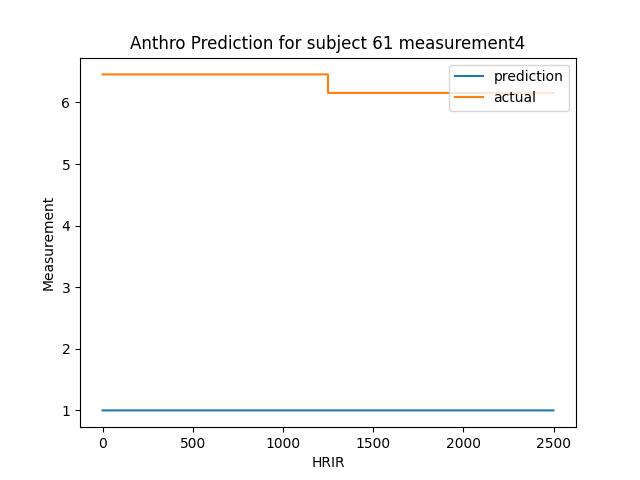 Anthro Prediction for subject 61 measurement4
prediction
actual
6
5
4
3
2
1
Measurement
0
500
1000
1500
2000
2500
HRIR